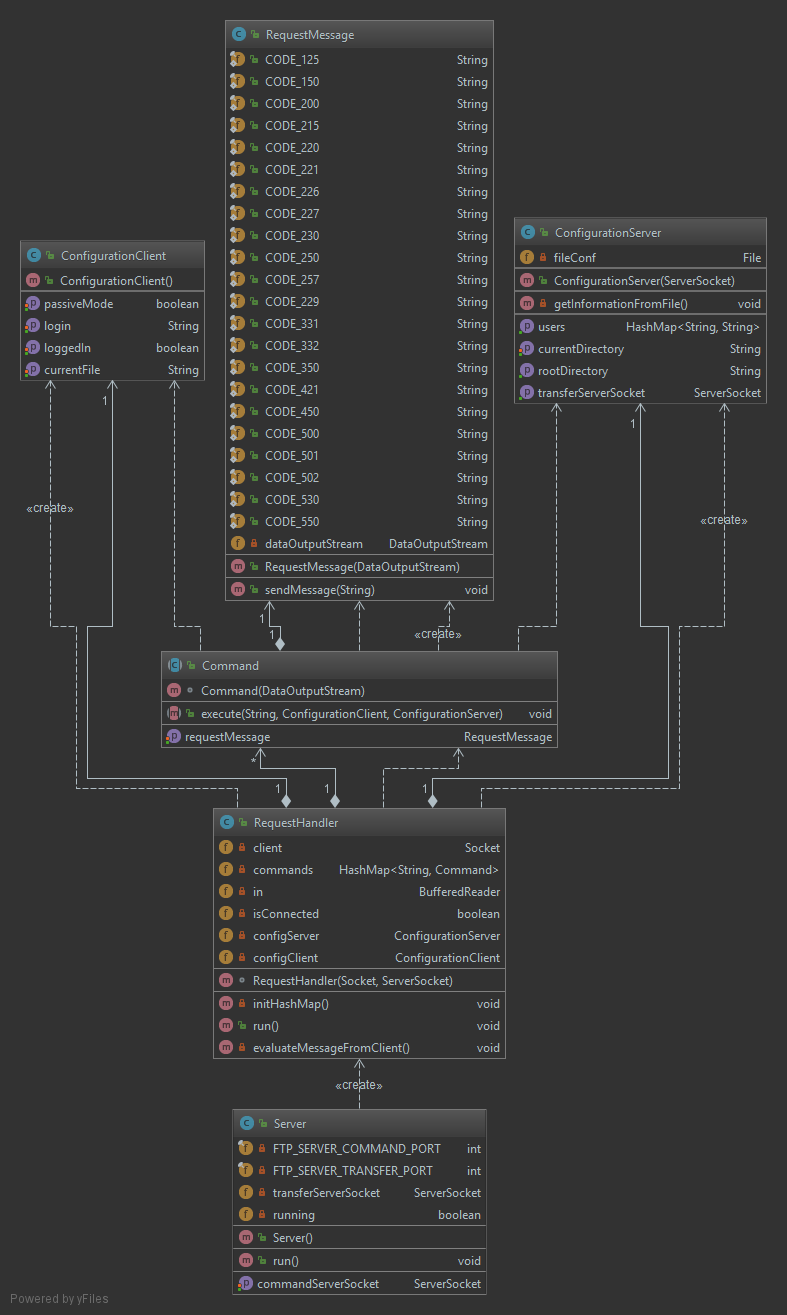 RequestMessage
CODE_125 String
CODE_150 String
CODE_200 String
CODE_215 String
CODE_220 String
CODE_221 String
CODE_226 String
CODE_227 String
CODE_230 String
CODE_250 String
CODE_257 String
CODE_229 String
CODE_331 String
CODE_332 String
CODE_350 String
CODE_421 String
CODE_450 String
CODE_500 String
CODE_501 String
CODE_502 String
CODE_530 String
CODE_550 String
dataOutputStream DataOutputStream
RequestMessage(DataOutputStream)
sendMessage(String) void
ConfigurationClient
ConfigurationClient()
passiveMode boolean
login String
loggedIn boolean
currentFile String
ConfigurationServer
fileConf File
ConfigurationServer(ServerSocket)
getInformationFromFile() void
users HashMap<String, String>
currentDirectory String
rootDirectory String
transferServerSocket ServerSocket
1
1
«create»
«create»
1
1
«create»
Command
Command(DataOutputStream)
execute(String, ConfigurationClient, ConfigurationServer) void
requestMessage RequestMessage
*
1
1
1
RequestHandler
client Socket
commands HashMap<String, Command>
in BufferedReader
isConnected boolean
configServer ConfigurationServer
configClient ConfigurationClient
RequestHandler(Socket, ServerSocket)
initHashMap() void
run() void
evaluateMessageFromClient() void
«create»
Server
FTP_SERVER_COMMAND_PORT int
FTP_SERVER_TRANSFER_PORT int
transferServerSocket ServerSocket
running boolean
Server()
run() void
commandServerSocket ServerSocket
Powered by yFiles